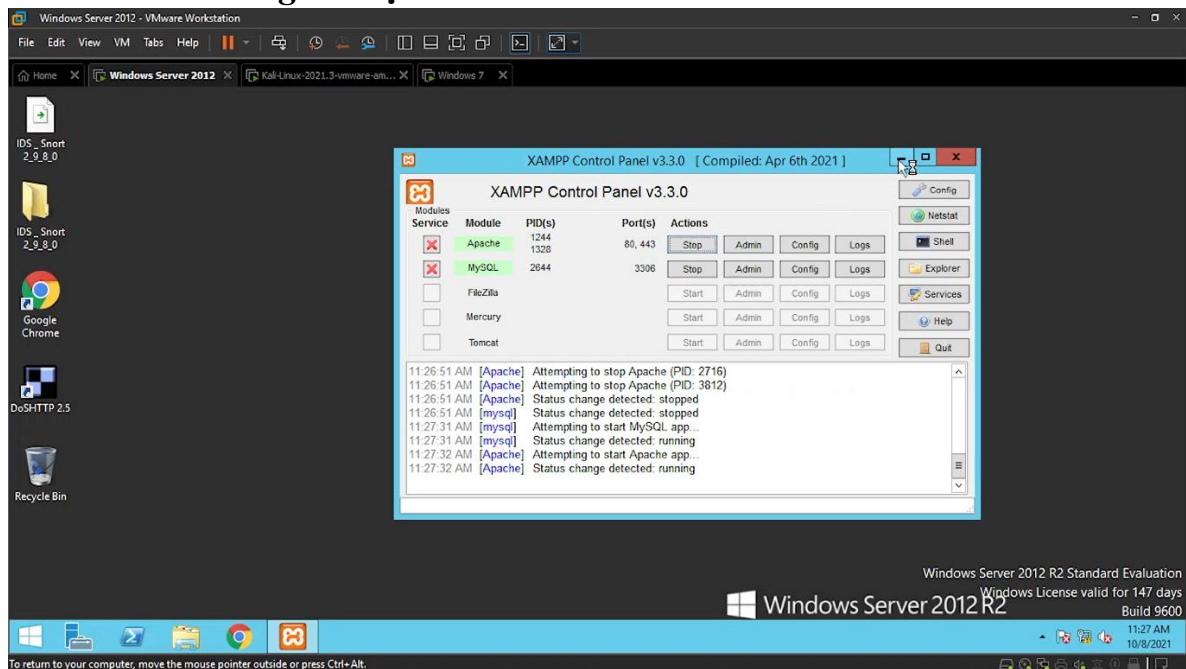 Windows Server 2012 - VMware Workstation
File Edit View VM Tabs Help
Home Windows Server 2012 Kali-Linux-2021.3-vmware-am... Windows 7
IDS_Snort
2_9_8_0
IDS_Snort
2_9_8_0
Google
Chrome
DoSHTTP 2.5
Recycle Bin
XAMPP Control Panel v3.3.0 [ Compiled: Apr 6th 2021 ]
XAMPP Control Panel v3.3.0
Modules
Service Module PID(s) Port(s) Actions
Apache 1244 1328 80, 443 Stop Admin Config Logs
MySQL 2644 3306 Stop Admin Config Logs
FileZilla Start Admin Config Logs
Mercury Start Admin Config Logs
Tomcat Start Admin Config Logs
Config
Netstat
Shell
Explorer
Services
Help
Quit
11:26:51 AM [Apache] Attempting to stop Apache (PID: 2716)
11:26:51 AM [Apache] Attempting to stop Apache (PID: 3812)
11:26:51 AM [Apache] Status change detected: stopped
11:26:51 AM [mysql] Status change detected: stopped
11:27:31 AM [mysql] Attempting to start MySQL app...
11:27:31 AM [mysql] Status change detected: running
11:27:32 AM [Apache] Attempting to start Apache app...
11:27:32 AM [Apache] Status change detected: running
Windows Server 2012 R2
Windows Server 2012 R2 Standard Evaluation
Windows License valid for 147 days
Build 9600
11:27 AM
10/8/2021
To return to your computer, move the mouse pointer outside or press Ctrl+Alt.